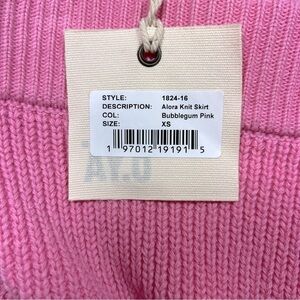 STYLE: 1824-16
DESCRIPTION: Alora Knit Skirt
COL: Bubblegum Pink
SIZE: XS
1 97012 19191 5